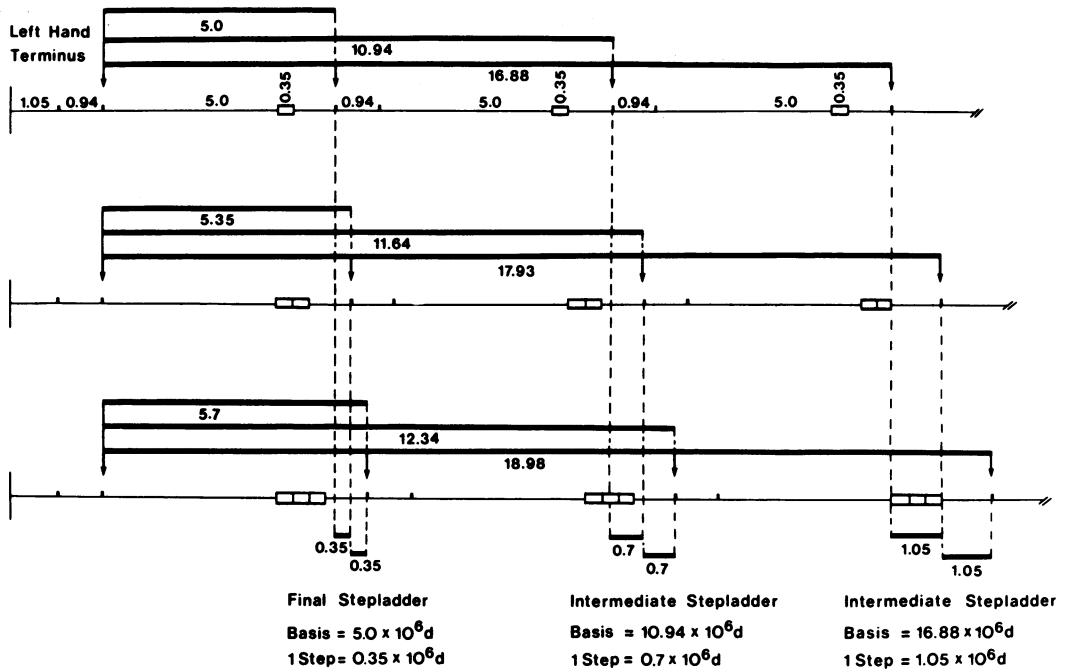 Left Hand
Terminus
5.0
10.94
16.88
1.05 0.94 5.0 0.35 0.94 5.0 0.35 0.94 5.0 0.35
5.35
11.64
17.93
5.7
12.34
18.98
0.35 0.7 1.05
0.35 0.7 1.05
Final Stepladder
Basis = 5.0 x 10⁶d
1 Step = 0.35 x 10⁶d
Intermediate Stepladder
Basis = 10.94 x 10⁶d
1 Step = 0.7 x 10⁶d
Intermediate Stepladder
Basis = 16.88 x 10⁶d
1 Step = 1.05 x 10⁶d